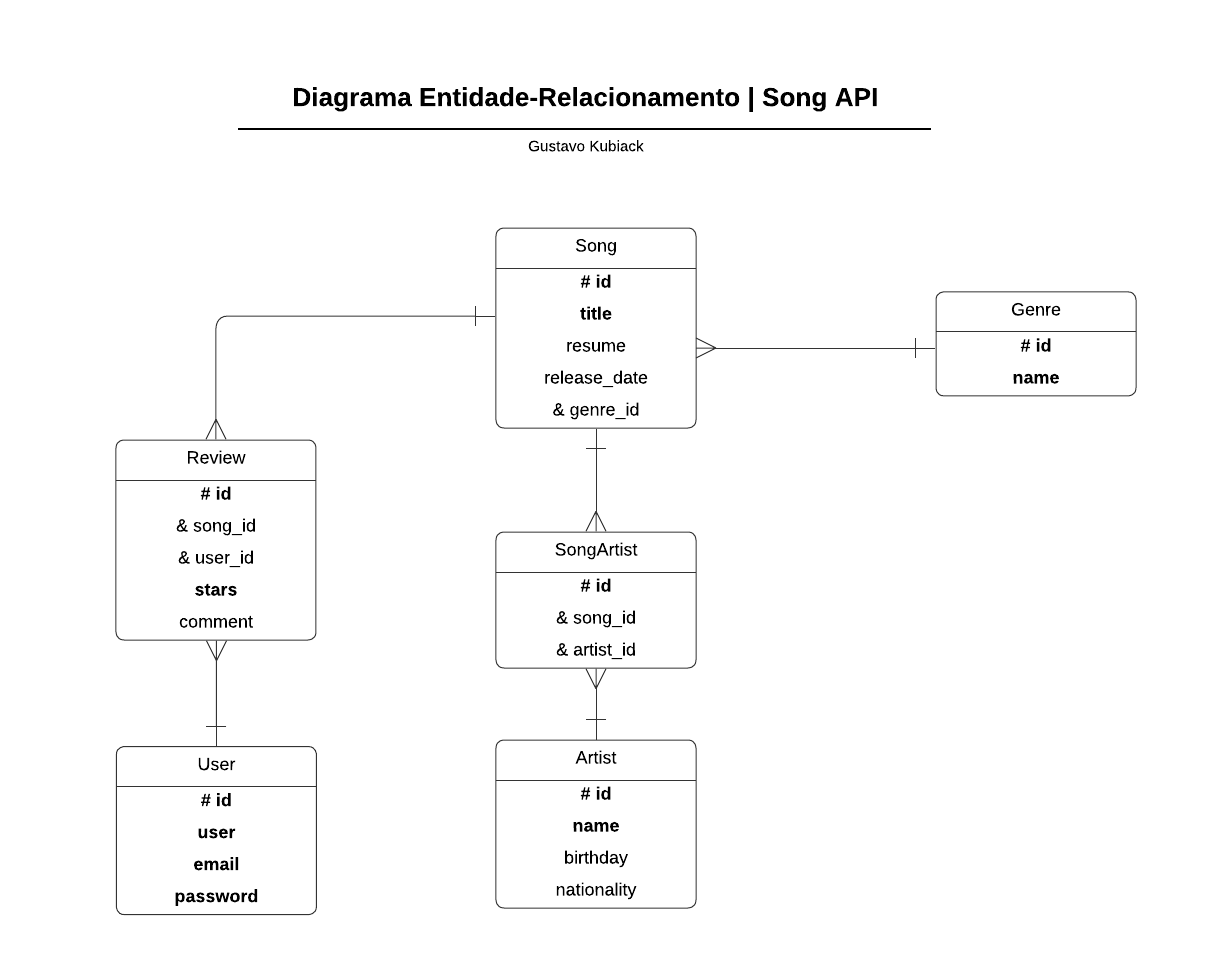 Diagrama Entidade-Relacionamento | Song API
Gustavo Kubiack
Song
# id
title
resume
release_date
& genre_id
Genre
# id
name
Review
# id
& song_id
& user_id
stars
comment
SongArtist
# id
& song_id
& artist_id
User
# id
user
email
password
Artist
# id
name
birthday
nationality